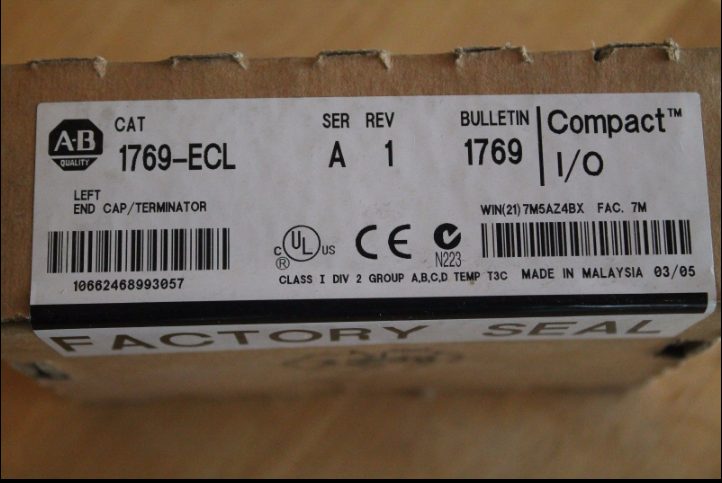 A·B
QUALITY
CAT
1769-ECL
SER REV
A 1
BULLETIN
1769
Compact™
I/O
LEFT
END CAP/TERMINATOR
WIN(21)7M5AZ4BX FAC. 7M
10662468993057
C UL US
®
CE
N223
CLASS I DIV 2 GROUP A,B,C,D TEMP T3C MADE IN MALAYSIA 03/05
FACTORY SEAL